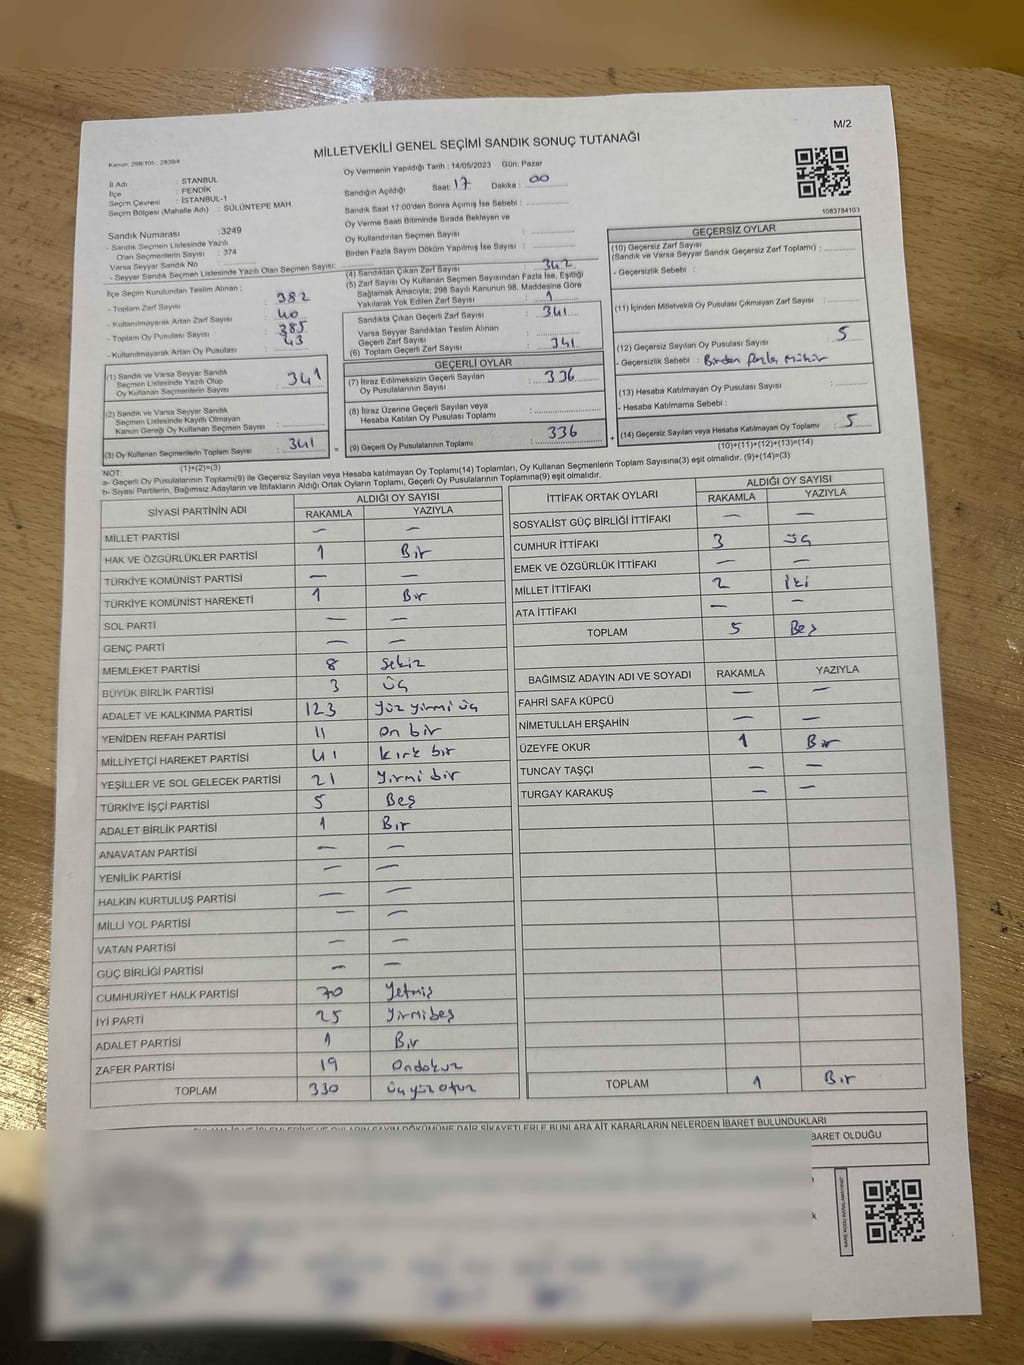 M/2
MİLLETVEKİLİ GENEL SEÇİMİ SANDIK SONUÇ TUTANAĞI
Kanun: 298/105 - 2839/4
İl Adı : STANBUL
İlçe : PENDİK
Seçim Çevresi : İSTANBUL-1
Seçim Bölgesi (Mahalle Adı) : SÜLÜNTEPE MAH.
Oy Vermenin Yapıldığı Tarih : 14/05/2023 Gün: Pazar
Sandığın Açıldığı Saat: 17 Dakika : 00
Sandık Saat 17:00'den Sonra Açılmış İse Sebebi :
Oy Verme Saati Bitiminde Sırada Bekleyen ve
Oy Kullandırılan Seçmen Sayısı :
Birden Fazla Sayım Döküm Yapılmış İse Sayısı :
1083784103
Sandık Numarası :3249
- Sandık Seçmen Listesinde Yazılı
Olan Seçmenlerin Sayısı : 374
Varsa Seyyar Sandık No :
- Seyyar Sandık Seçmen Listesinde Yazılı Olan Seçmen Sayısı:
İlçe Seçim Kurulundan Teslim Alınan :
- Toplam Zarf Sayısı : 382
- Kullanılmayarak Artan Zarf Sayısı : 40
- Toplam Oy Pusulası Sayısı : 385
- Kullanılmayarak Artan Oy Pusulası : 43
(1) Sandık ve Varsa Seyyar Sandık
Seçmen Listesinde Yazılı Olup
Oy Kullanan Seçmenlerin Sayısı : 341
(2) Sandık ve Varsa Seyyar Sandık
Seçmen Listesinde Kayıtlı Olmayan
Kanun Gereği Oy Kullanan Seçmen Sayısı :
(3) Oy Kullanan Seçmenlerin Toplam Sayısı : 341
(1)+(2)=(3)
(4) Sandıktan Çıkan Zarf Sayısı : 342
(5) Zarf Sayısı Oy Kullanan Seçmen Sayısından Fazla İse, Eşitliği
Sağlamak Amacıyla; 298 Sayılı Kanunun 98. Maddesine Göre
Yakılarak Yok Edilen Zarf Sayısı : 1
Sandıkta Çıkan Geçerli Zarf Sayısı : 341
Varsa Seyyar Sandıktan Teslim Alınan
Geçerli Zarf Sayısı :
(6) Toplam Geçerli Zarf Sayısı : 341
GEÇERLİ OYLAR
(7) İtiraz Edilmeksizin Geçerli Sayılan
Oy Pusulalarının Sayısı : 336
(8) İtiraz Üzerine Geçerli Sayılan veya
Hesaba Katılan Oy Pusulası Toplamı :
= (9) Geçerli Oy Pusulalarının Toplamı : 336
GEÇERSİZ OYLAR
(10) Geçersiz Zarf Sayısı
(Sandık ve Varsa Seyyar Sandık Geçersiz Zarf Toplamı) :
- Geçersizlik Sebebi :
(11) İçinden Milletvekili Oy Pusulası Çıkmayan Zarf Sayısı :
(12) Geçersiz Sayılan Oy Pusulası Sayısı : 5
- Geçersizlik Sebebi : Birden fazla Mühür
(13) Hesaba Katılmayan Oy Pusulası Sayısı :
- Hesaba Katılmama Sebebi :
+ (14) Geçersiz Sayılan veya Hesaba Katılmayan Oy Toplamı : 5
(10)+(11)+(12)+(13)=(14)
NOT:
a- Geçerli Oy Pusulalarının Toplamı(9) ile Geçersiz Sayılan veya Hesaba katılmayan Oy Toplamı(14) Toplamları, Oy Kullanan Seçmenlerin Toplam Sayısına(3) eşit olmalıdır. (9)+(14)=(3)
b- Siyasi Partilerin, Bağımsız Adayların ve İttifakların Aldığı Ortak Oyların Toplamı, Geçerli Oy Pusulalarının Toplamına(9) eşit olmalıdır.
SİYASİ PARTİNİN ADI ALDIĞI OY SAYISI
RAKAMLA YAZIYLA
MİLLET PARTİSİ — —
HAK VE ÖZGÜRLÜKLER PARTİSİ 1 Bir
TÜRKİYE KOMÜNİST PARTİSİ — —
TÜRKİYE KOMÜNİST HAREKETİ 1 Bir
SOL PARTİ — —
GENÇ PARTİ — —
MEMLEKET PARTİSİ 8 Sekiz
BÜYÜK BİRLİK PARTİSİ 3 Üç
ADALET VE KALKINMA PARTİSİ 123 Yüz yirmi üç
YENİDEN REFAH PARTİSİ 11 On bir
MİLLİYETÇİ HAREKET PARTİSİ 41 kırk bir
YEŞİLLER VE SOL GELECEK PARTİSİ 21 Yirmi bir
TÜRKİYE İŞÇİ PARTİSİ 5 Beş
ADALET BİRLİK PARTİSİ 1 Bir
ANAVATAN PARTİSİ — —
YENİLİK PARTİSİ — —
HALKIN KURTULUŞ PARTİSİ — —
MİLLİ YOL PARTİSİ — —
VATAN PARTİSİ — —
GÜÇ BİRLİĞİ PARTİSİ — —
CUMHURİYET HALK PARTİSİ 70 Yetmiş
İYİ PARTİ 25 Yirmibeş
ADALET PARTİSİ 1 Bir
ZAFER PARTİSİ 19 Ondokuz
TOPLAM 330 Üçyüz otuz
İTTİFAK ORTAK OYLARI ALDIĞI OY SAYISI
RAKAMLA YAZIYLA
SOSYALİST GÜÇ BİRLİĞİ İTTİFAKI — —
CUMHUR İTTİFAKI 3 üç
EMEK VE ÖZGÜRLÜK İTTİFAKI — —
MİLLET İTTİFAKI 2 iki
ATA İTTİFAKI — —
TOPLAM 5 Beş
BAĞIMSIZ ADAYIN ADI VE SOYADI RAKAMLA YAZIYLA
FAHRİ SAFA KÜPCÜ — —
NİMETULLAH ERŞAHİN — —
ÜZEYFE OKUR 1 Bir
TUNCAY TAŞÇI — —
TURGAY KARAKUŞ — —
TOPLAM 1 Bir
DÖKÜMÜNE DAİR ŞİKAYETLERLE BUNLARA AİT KARARLARIN NELERDEN İBARET BULUNDUKLARI
BARET OLDUĞU